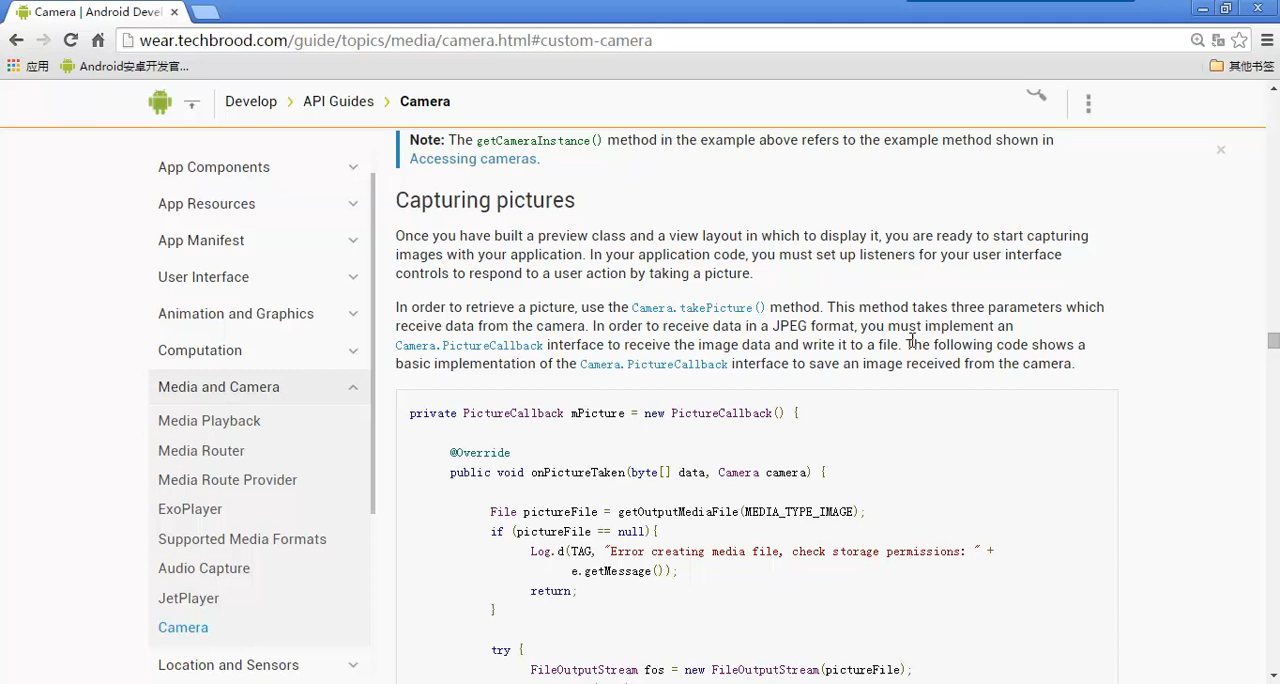 Camera | Android Deve
wear.techbrood.com/guide/topics/media/camera.html#custom-camera
应用 Android安卓开发官... 其他书签
Develop API Guides Camera
App Components
App Resources
App Manifest
User Interface
Animation and Graphics
Computation
Media and Camera
Media Playback
Media Router
Media Route Provider
ExoPlayer
Supported Media Formats
Audio Capture
JetPlayer
Camera
Location and Sensors
Note: The getCameraInstance() method in the example above refers to the example method shown in
Accessing cameras.
Capturing pictures
Once you have built a preview class and a view layout in which to display it, you are ready to start capturing
images with your application. In your application code, you must set up listeners for your user interface
controls to respond to a user action by taking a picture.
In order to retrieve a picture, use the Camera.takePicture() method. This method takes three parameters which
receive data from the camera. In order to receive data in a JPEG format, you must implement an
Camera.PictureCallback interface to receive the image data and write it to a file. The following code shows a
basic implementation of the Camera.PictureCallback interface to save an image received from the camera.
private PictureCallback mPicture = new PictureCallback() {
@Override
public void onPictureTaken(byte[] data, Camera camera) {
File pictureFile = getOutputMediaFile(MEDIA_TYPE_IMAGE);
if (pictureFile == null){
Log.d(TAG, "Error creating media file, check storage permissions: " +
e.getMessage());
return;
}
try {
FileOutputStream fos = new FileOutputStream(pictureFile);